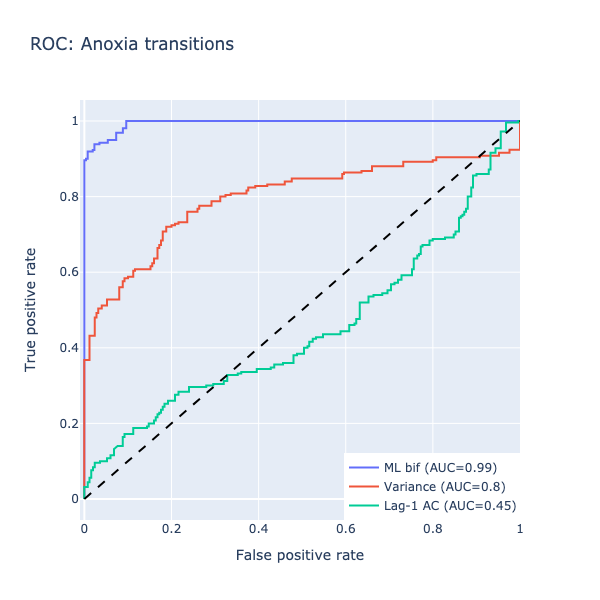 ROC: Anoxia transitions
True positive rate
1
0.8
0.6
0.4
0.2
0
0 0.2 0.4 0.6 0.8 1
False positive rate
ML bif (AUC=0.99)
Variance (AUC=0.8)
Lag-1 AC (AUC=0.45)